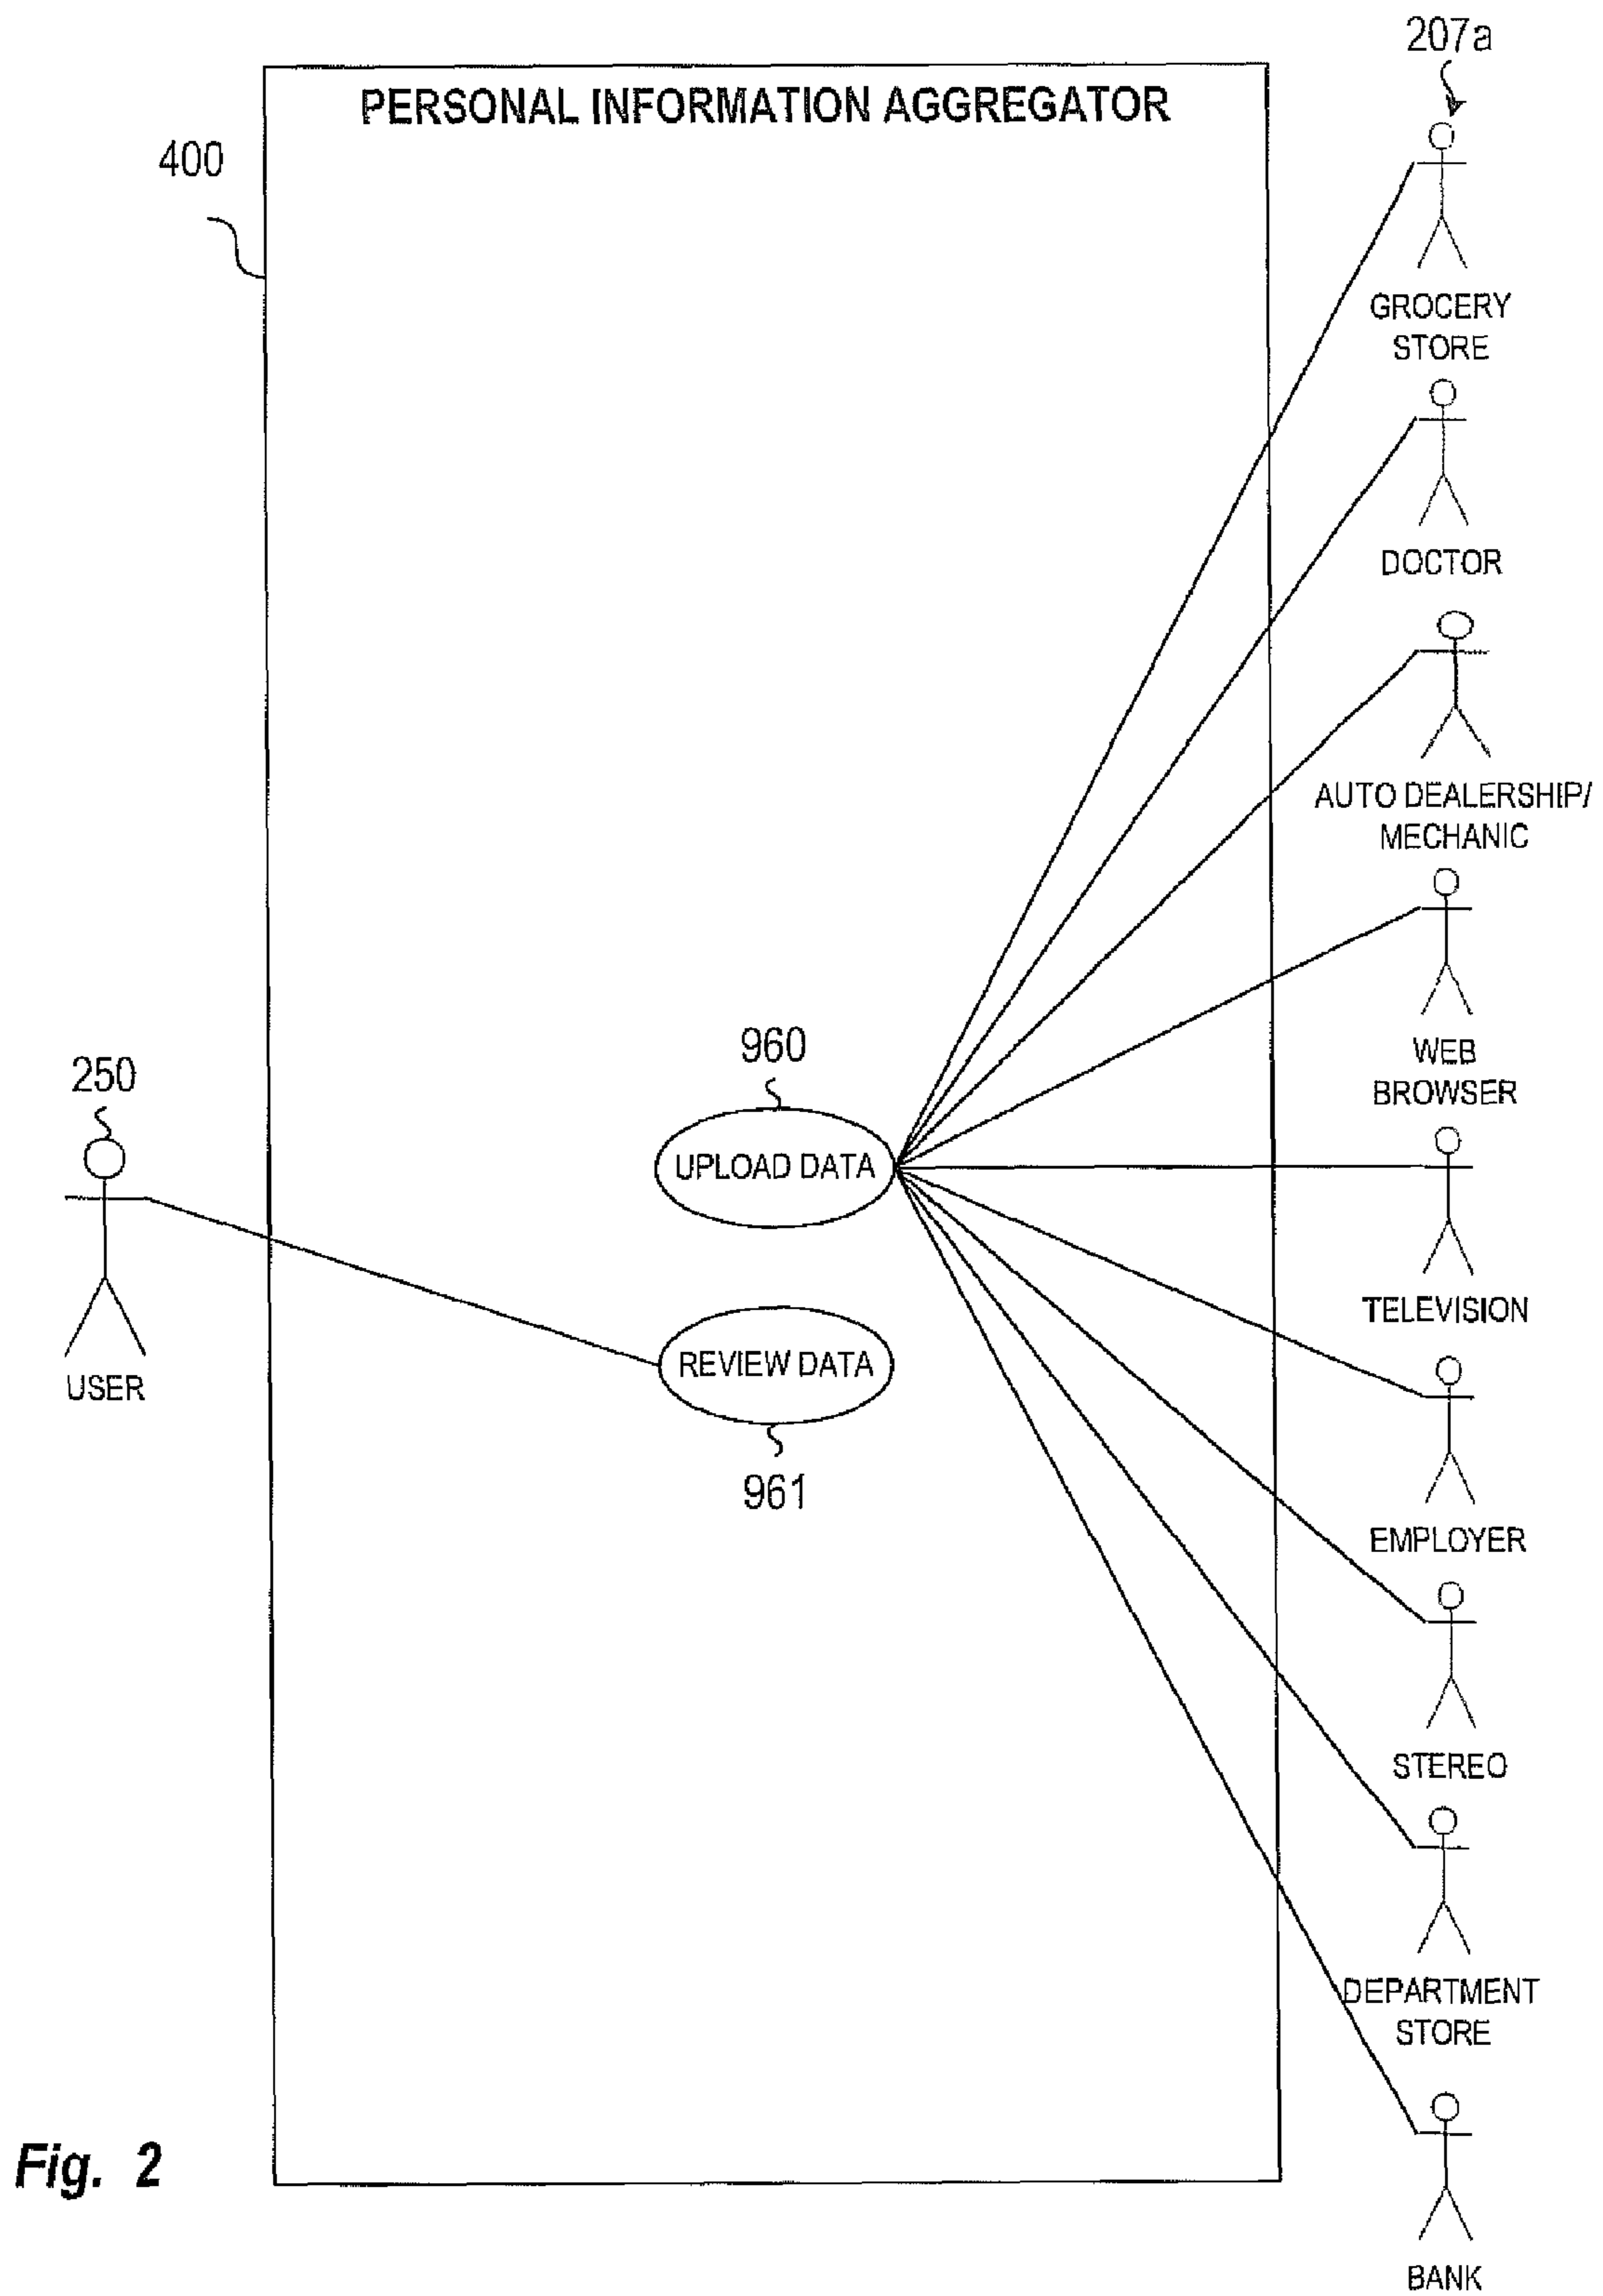 207a
PERSONAL INFORMATION AGGREGATOR
400
GROCERY
STORE
DOCTOR
AUTO DEALERSHIP/
MECHANIC
960
WEB
BROWSER
250
UPLOAD DATA
TELEVISION
REVIEW DATA
USER
961
EMPLOYER
STEREO
DEPARTMENT
STORE
Fig. 2
BANK